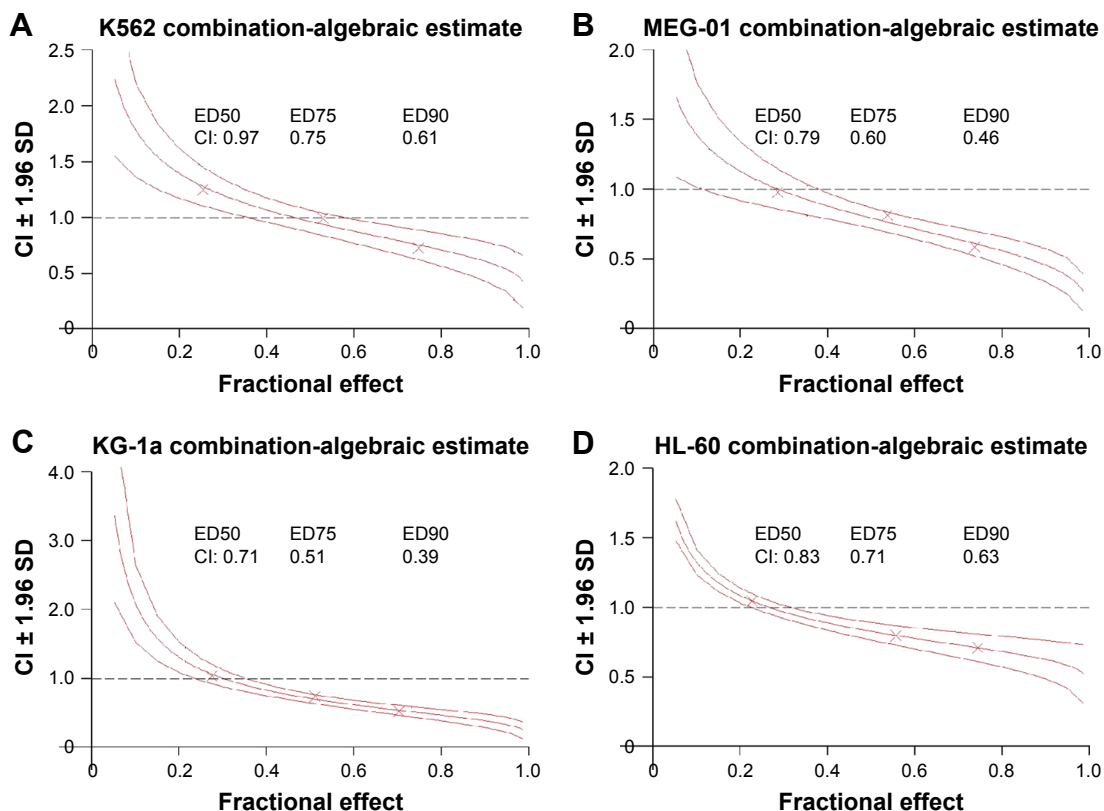 A
K562 combination-algebraic estimate
CI ± 1.96 SD
2.5
2.0
1.5
1.0
0.5
0
ED50 ED75 ED90
CI: 0.97 0.75 0.61
0 0.2 0.4 0.6 0.8 1.0
Fractional effect
B
MEG-01 combination-algebraic estimate
CI ± 1.96 SD
2.0
1.5
1.0
0.5
0
ED50 ED75 ED90
CI: 0.79 0.60 0.46
0 0.2 0.4 0.6 0.8 1.0
Fractional effect
C
KG-1a combination-algebraic estimate
CI ± 1.96 SD
4.0
3.0
2.0
1.0
0
ED50 ED75 ED90
CI: 0.71 0.51 0.39
0 0.2 0.4 0.6 0.8 1.0
Fractional effect
D
HL-60 combination-algebraic estimate
CI ± 1.96 SD
2.0
1.5
1.0
0.5
0
ED50 ED75 ED90
CI: 0.83 0.71 0.63
0 0.2 0.4 0.6 0.8 1.0
Fractional effect